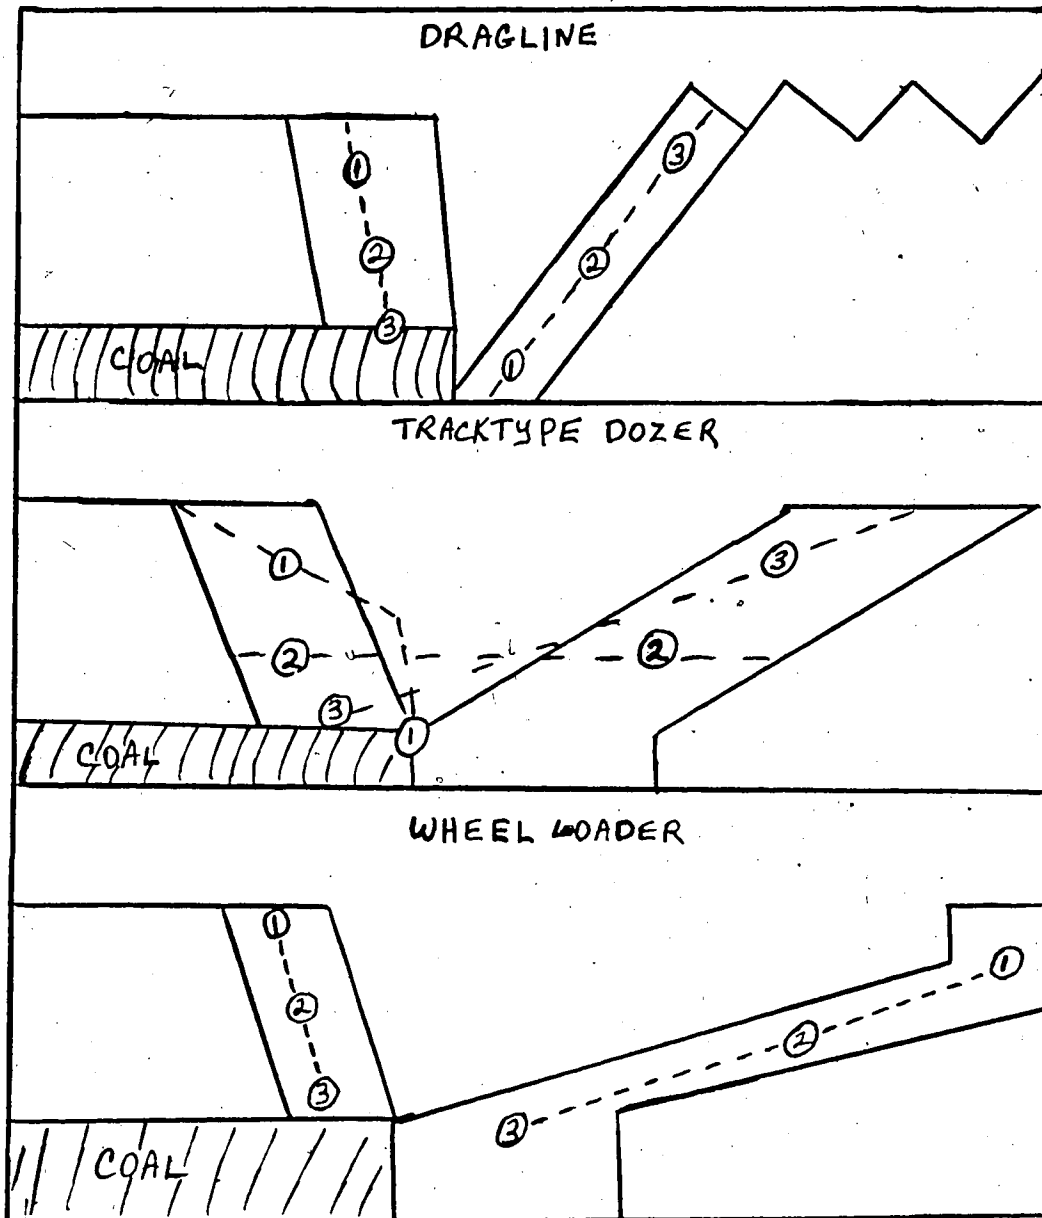 DRAGLINE
① ③
② ②
③ ①
COAL
TRACKTYPE DOZER
① ③
② ②
③ ①
COAL
WHEEL LOADER
① ①
② ②
③ ③
COAL